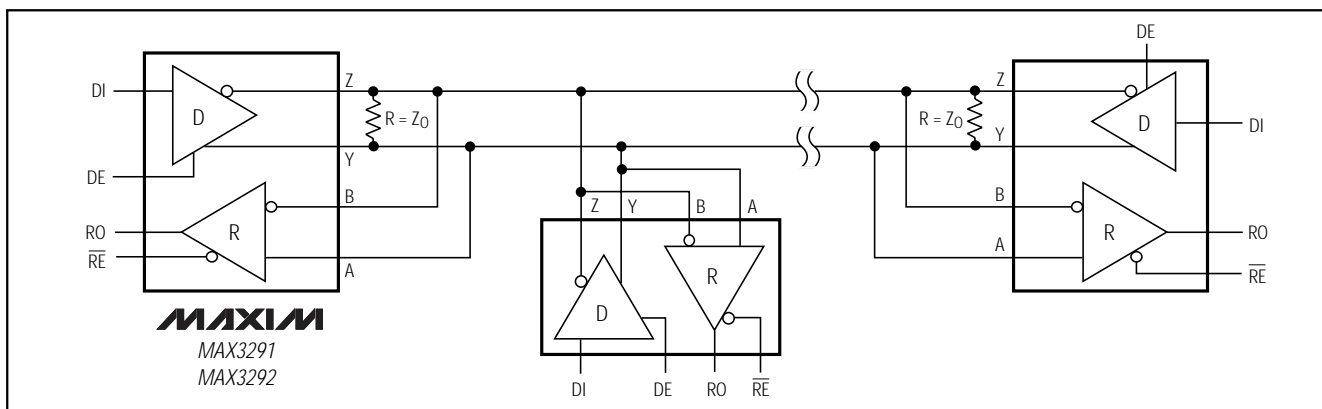 DE
Z
Z
DI
D
R = Z0
R = Z0
D
DI
Y
Y
DE
B
Z
Y
B
A
B
RO
R
R
RO
RE
A
A
R
RE
D
MAXIM
MAX3291
MAX3292
DI
DE
RO
RE